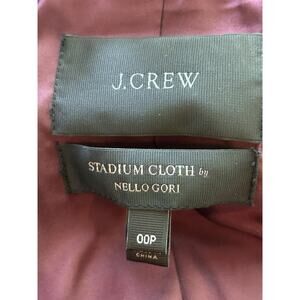 J.CREW
STADIUM CLOTH by
NELLO GORI
00P
CHINA